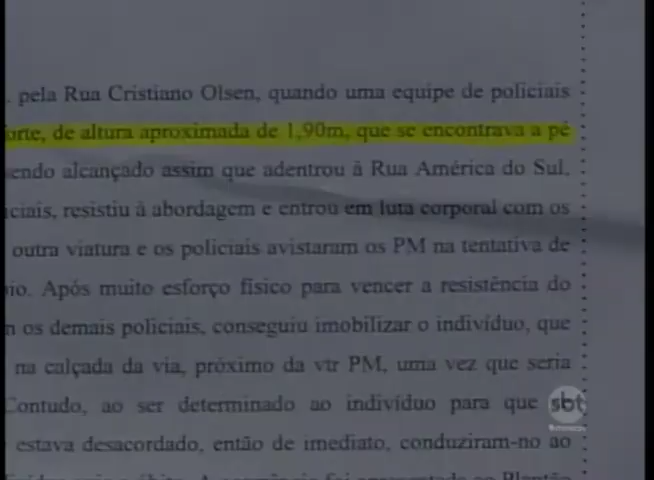 . pela Rua Cristiano Olsen, quando uma equipe de policiais
forte, de altura aproximada de 1,90m, que se encontrava a pé
endo alcançado assim que adentrou à Rua América do Sul,
iciais, resistiu à abordagem e entrou em luta corporal com os
outra viatura e os policiais avistaram os PM na tentativa de
io. Após muito esforço físico para vencer a resistência do
n os demais policiais, conseguiu imobilizar o indivíduo, que
na calçada da via, próximo da vtr PM, uma vez que seria
Contudo, ao ser determinado ao indivíduo para que
sbt
estava desacordado, então de imediato, conduziram-no ao